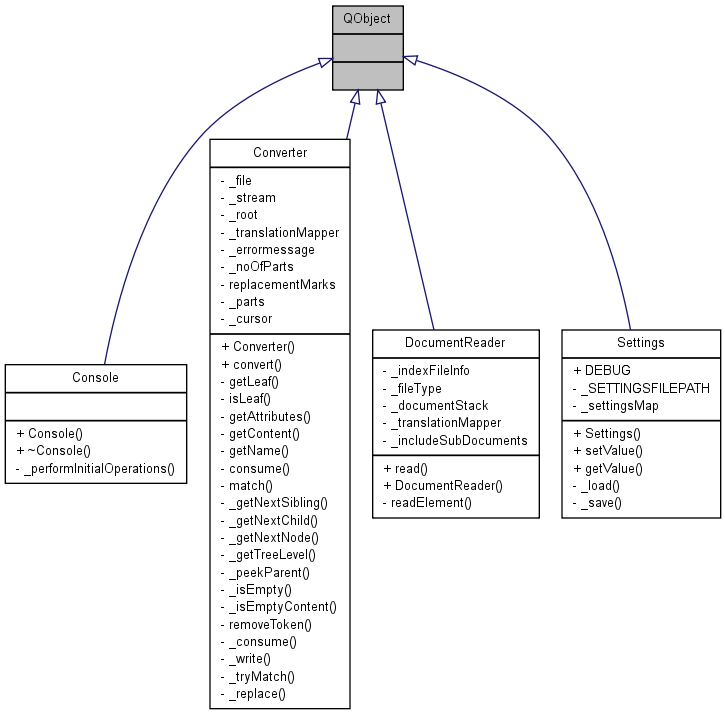 QObject
Converter
- _file
- _stream
- _root
- _translationMapper
- _errormessage
- _noOfParts
- replacementMarks
- _parts
- _cursor
+ Converter()
+ convert()
- getLeaf()
- isLeaf()
- getAttributes()
- getContent()
- getName()
- consume()
- match()
- _getNextSibling()
- _getNextChild()
- _getNextNode()
- _getTreeLevel()
- _peekParent()
- _isEmpty()
- _isEmptyContent()
- removeToken()
- _consume()
- _write()
- _tryMatch()
- _replace()
DocumentReader
- _indexFileInfo
- _fileType
- _documentStack
- _translationMapper
- _includeSubDocuments
+ read()
+ DocumentReader()
- readElement()
Settings
+ DEBUG
- _SETTINGSFILEPATH
- _settingsMap
+ Settings()
+ setValue()
+ getValue()
- _load()
- _save()
Console
+ Console()
+ ~Console()
- _performInitialOperations()